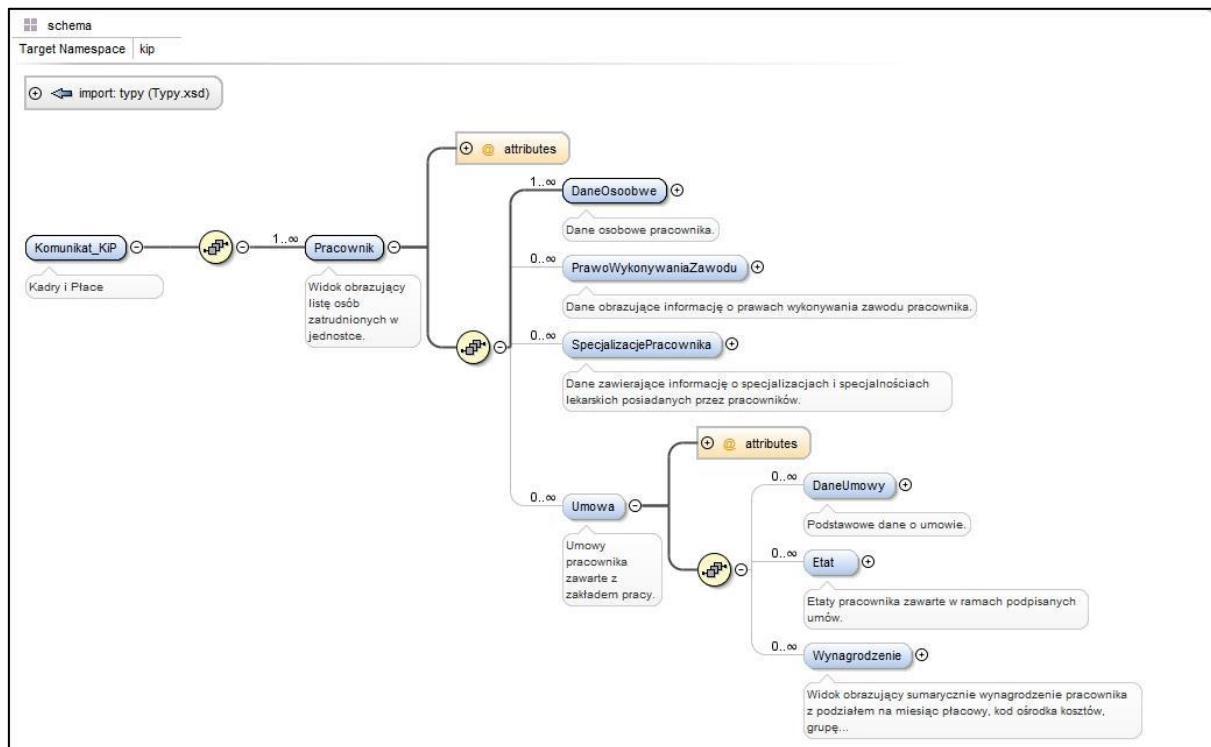 schema
Target Namespace kip
import: typy (Typy.xsd)
@ attributes
1..∞
DaneOsoobwe
Dane osobowe pracownika.
Komunikat_KiP
Kadry i Płace
1..∞
Pracownik
Widok obrazujący
listę osób
zatrudnionych w
jednostce.
0..∞
PrawoWykonywaniaZawodu
Dane obrazujące informację o prawach wykonywania zawodu pracownika.
0..∞
SpecjalizacjePracownika
Dane zawierające informację o specjalizacjach i specjalnościach
lekarskich posiadanych przez pracowników.
0..∞
Umowa
Umowy
pracownika
zawarte z
zakładem pracy.
@ attributes
0..∞
DaneUmowy
Podstawowe dane o umowie.
0..∞
Etat
Etaty pracownika zawarte w ramach podpisanych
umów.
0..∞
Wynagrodzenie
Widok obrazujący sumarycznie wynagrodzenie pracownika
z podziałem na miesiąc płacowy, kod ośrodka kosztów,
grupę...